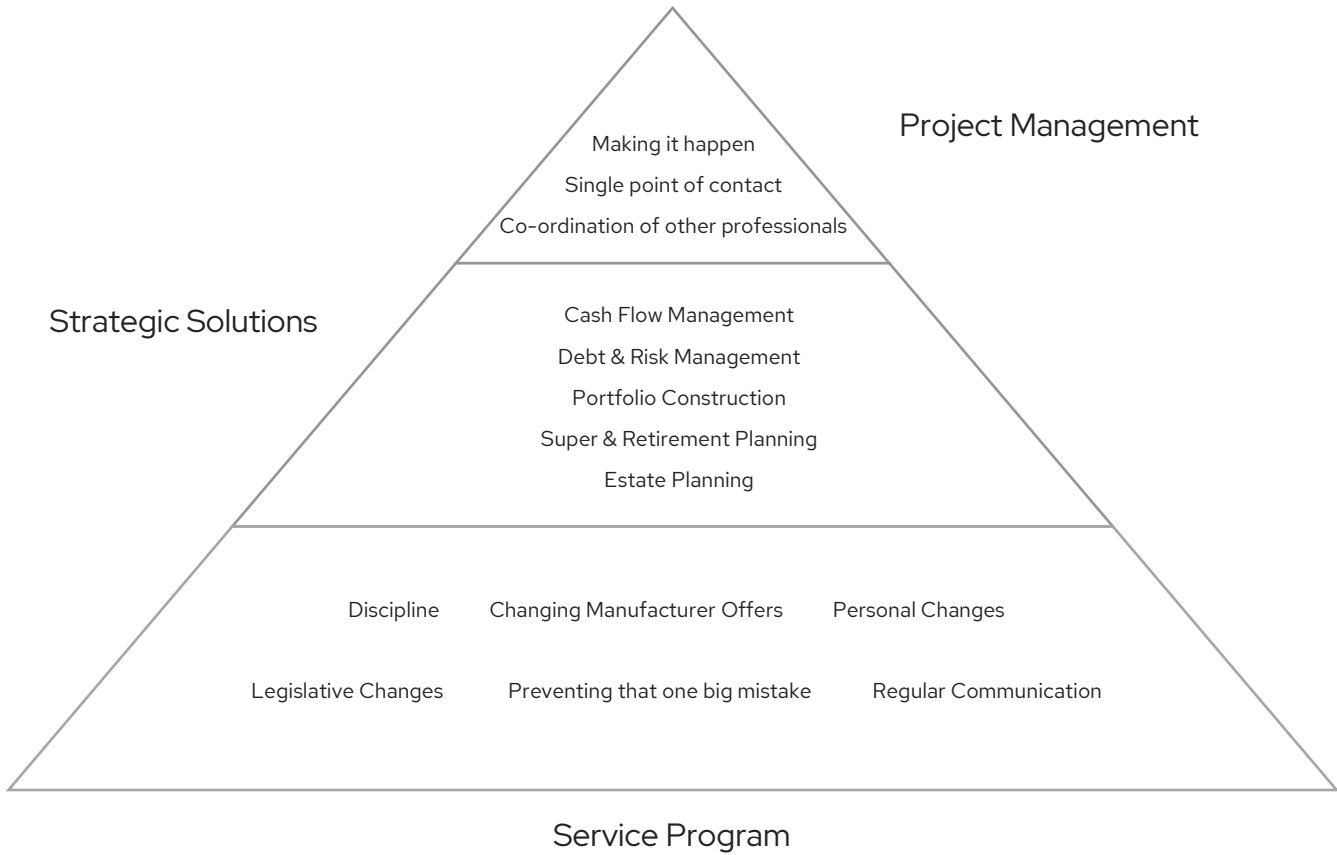 Project Management
Making it happen
Single point of contact
Co-ordination of other professionals
Strategic Solutions
Cash Flow Management
Debt & Risk Management
Portfolio Construction
Super & Retirement Planning
Estate Planning
Discipline Changing Manufacturer Offers Personal Changes
Legislative Changes Preventing that one big mistake Regular Communication
Service Program